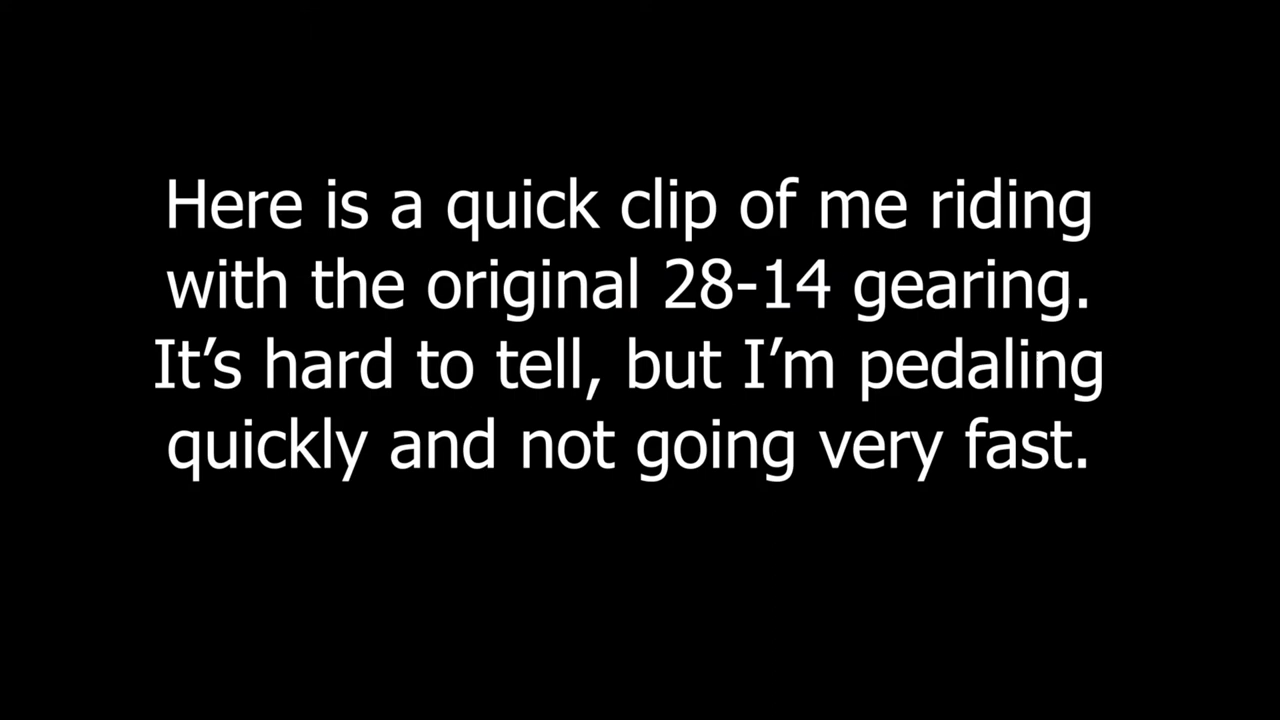 Here is a quick clip of me riding
with the original 28-14 gearing.
It’s hard to tell, but I’m pedaling
quickly and not going very fast.